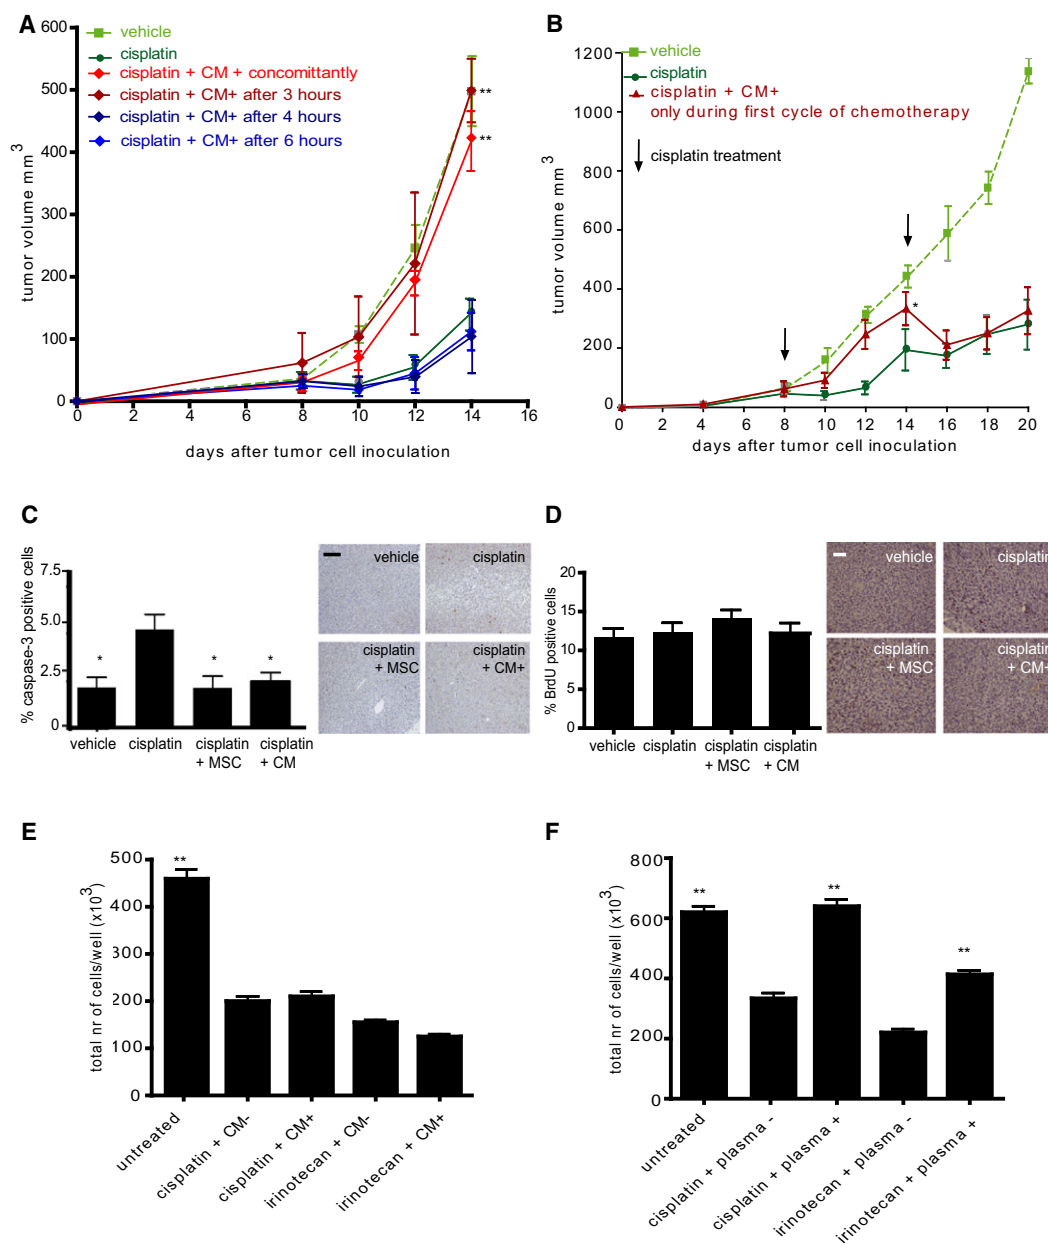 A
600
500
400
300
200
100
0
tumor volume mm3
vehicle
cisplatin
cisplatin + CM + concomittantly
cisplatin + CM+ after 3 hours
cisplatin + CM+ after 4 hours
cisplatin + CM+ after 6 hours
**
**
0 2 4 6 8 10 12 14 16
days after tumor cell inoculation
B
1200
1000
800
600
400
200
0
tumor volume mm3
vehicle
cisplatin
cisplatin + CM+
only during first cycle of chemotherapy
cisplatin treatment
*
0 2 4 6 8 10 12 14 16 18 20
days after tumor cell inoculation
C
% caspase-3 positive cells
7.5
5.0
2.5
0
* * *
vehicle cisplatin cisplatin cisplatin
+ MSC + CM
vehicle cisplatin
cisplatin cisplatin
+ MSC + CM+
D
% BrdU positive cells
20
15
10
5
0
vehicle cisplatin cisplatin cisplatin
+ MSC + CM
vehicle cisplatin
cisplatin cisplatin
+ MSC + CM+
E
total nr of cells/well (x103)
500
400
300
200
100
0
**
untreated
cisplatin + CM-
cisplatin + CM+
irinotecan + CM-
irinotecan + CM+
F
total nr of cells/well (x103)
800
600
400
200
0
** ** **
untreated
cisplatin + plasma -
cisplatin + plasma +
irinotecan + plasma -
irinotecan + plasma +